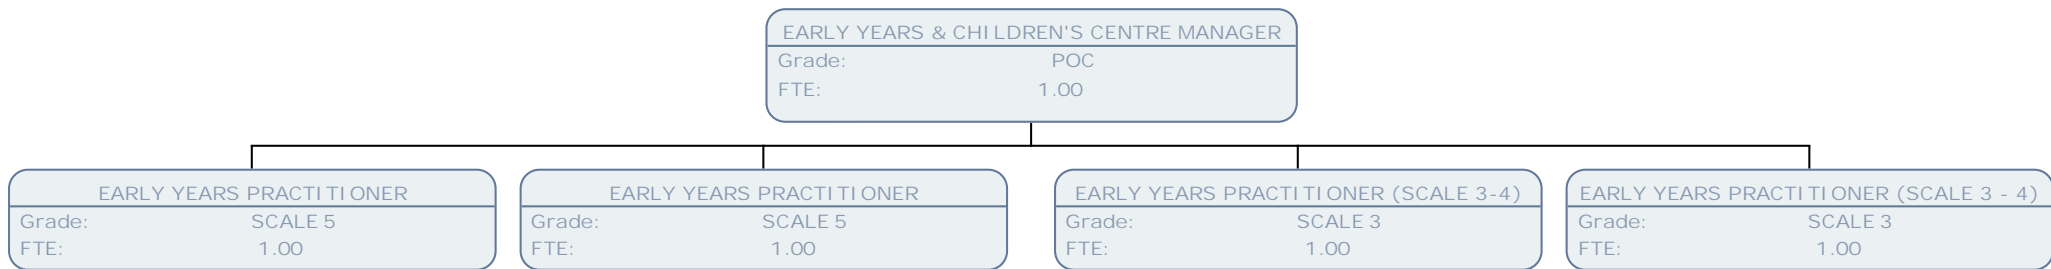 EARLY YEARS & CHILDREN'S CENTRE MANAGER
Grade: POC
FTE: 1.00
EARLY YEARS PRACTITIONER
Grade: SCALE 5
FTE: 1.00
EARLY YEARS PRACTITIONER
Grade: SCALE 5
FTE: 1.00
EARLY YEARS PRACTITIONER (SCALE 3-4)
Grade: SCALE 3
FTE: 1.00
EARLY YEARS PRACTITIONER (SCALE 3 - 4)
Grade: SCALE 3
FTE: 1.00